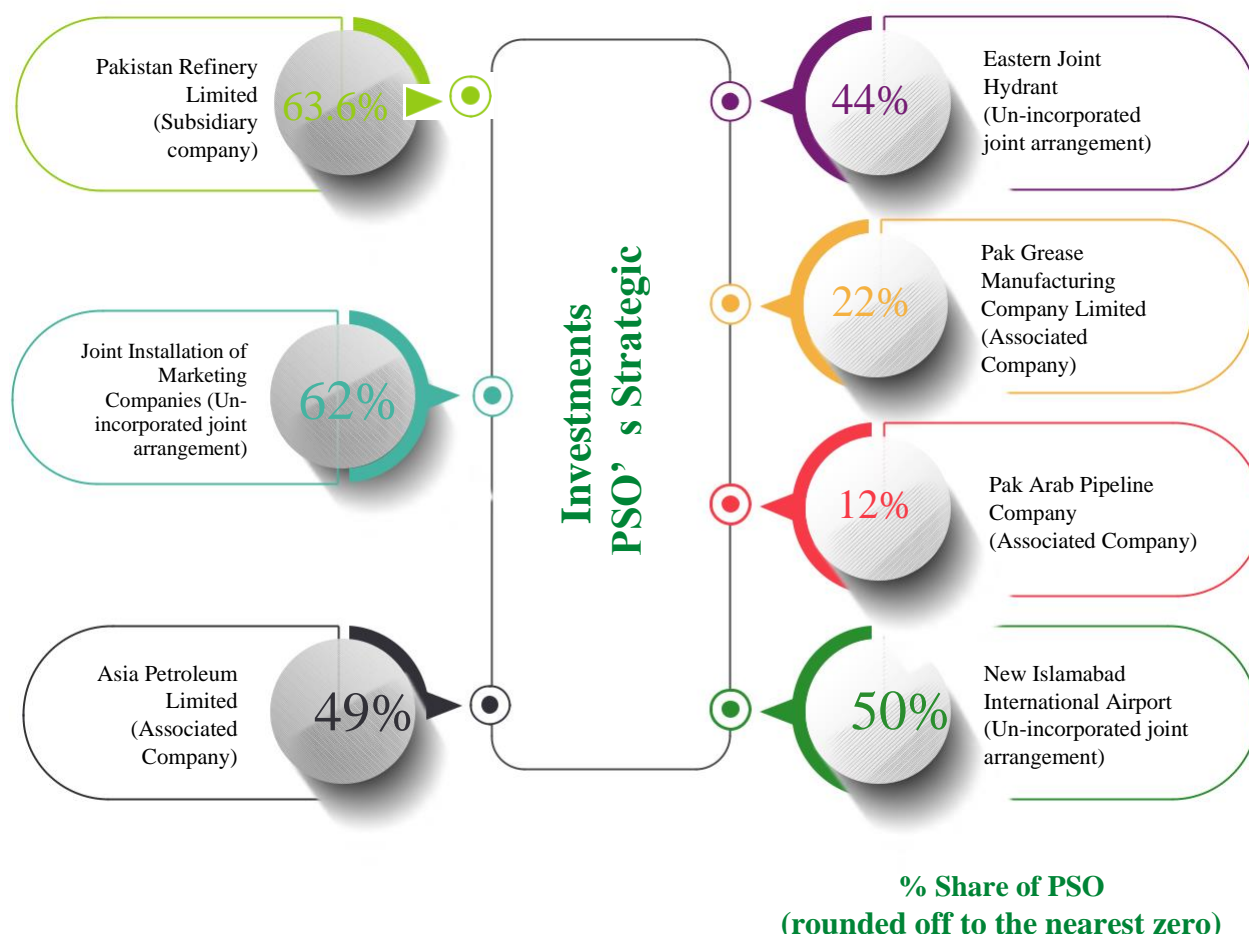 Pakistan Refinery
Limited
(Subsidiary
company)
63.6%
Joint Installation of
Marketing
Companies (Un-
incorporated joint
arrangement)
62%
Asia Petroleum
Limited
(Associated
Company)
49%
Investments
PSO’ s Strategic
44%
Eastern Joint
Hydrant
(Un-incorporated
joint arrangement)
22%
Pak Grease
Manufacturing
Company Limited
(Associated
Company)
12%
Pak Arab Pipeline
Company
(Associated Company)
50%
New Islamabad
International Airport
(Un-incorporated joint
arrangement)
% Share of PSO
(rounded off to the nearest zero)